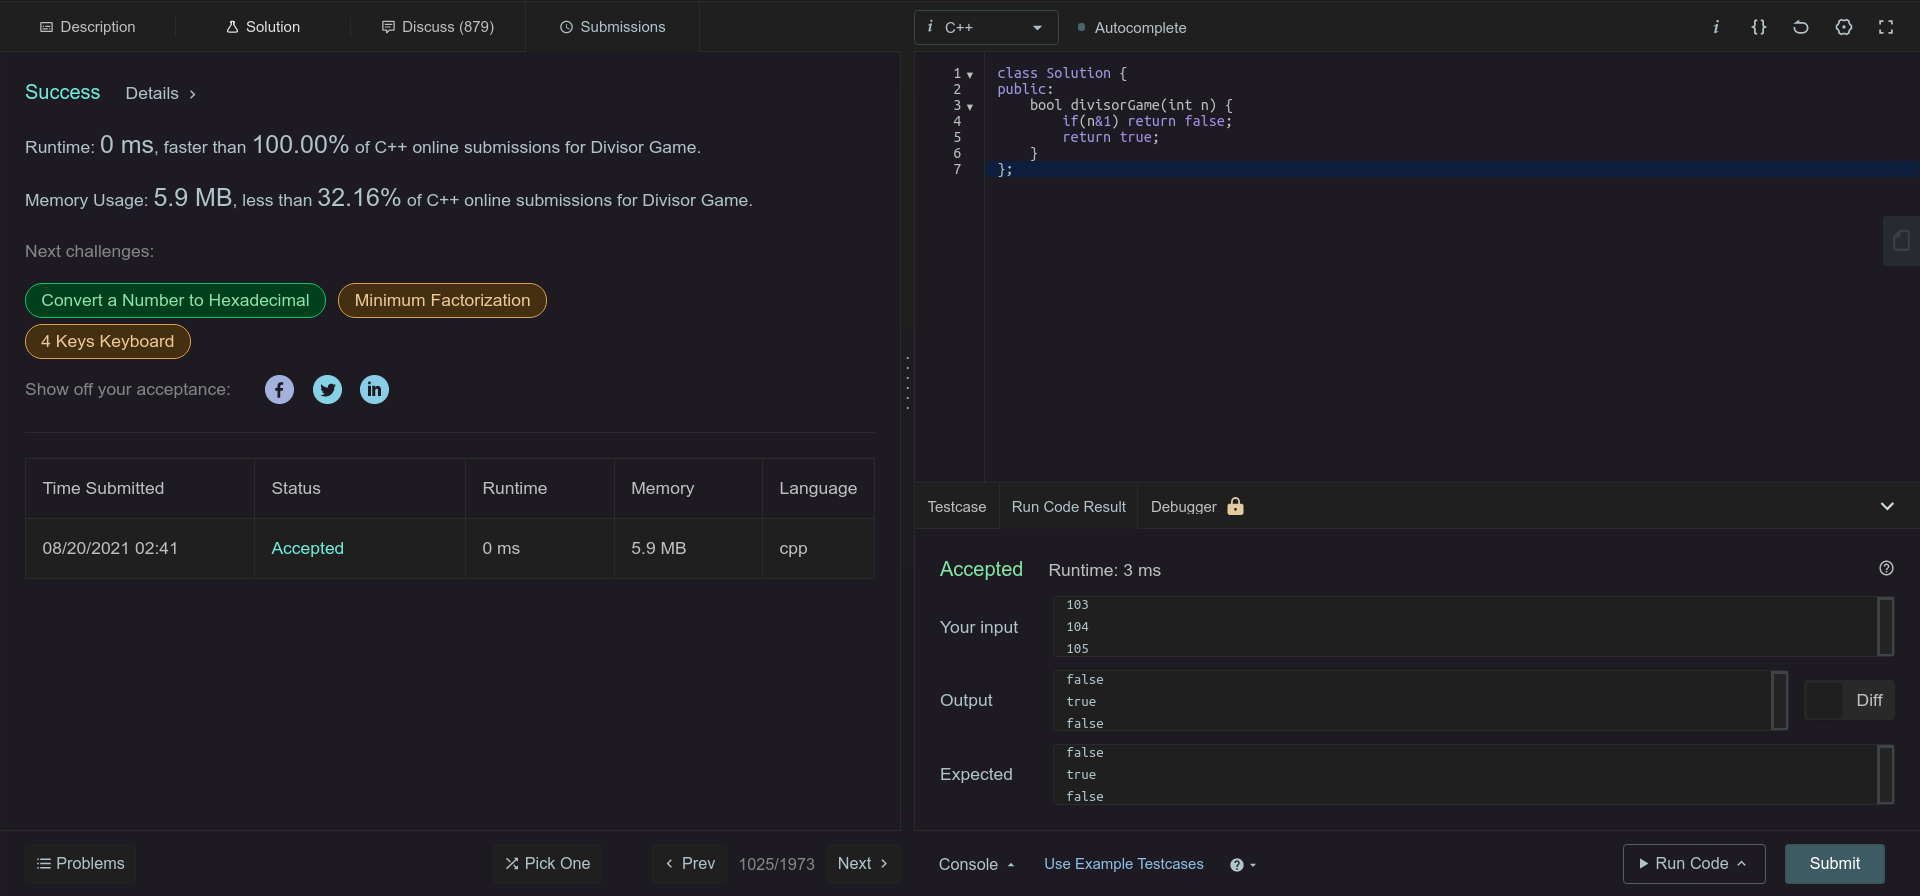 Description
Solution
Discuss (879)
Submissions
Success Details
Runtime: 0 ms, faster than 100.00% of C++ online submissions for Divisor Game.
Memory Usage: 5.9 MB, less than 32.16% of C++ online submissions for Divisor Game.
Next challenges:
Convert a Number to Hexadecimal
Minimum Factorization
4 Keys Keyboard
Show off your acceptance:
Time Submitted Status Runtime Memory Language
08/20/2021 02:41 Accepted 0 ms 5.9 MB cpp
Problems
Pick One
Prev
1025/1973
Next
i C++
Autocomplete
i {}
1 class Solution {
2 public:
3     bool divisorGame(int n) {
4         if(n&1) return false;
5         return true;
6     }
7 };
Testcase
Run Code Result
Debugger
Accepted Runtime: 3 ms
Your input
103
104
105
Output
false
true
false
Diff
Expected
false
true
false
Console
Use Example Testcases
Run Code
Submit